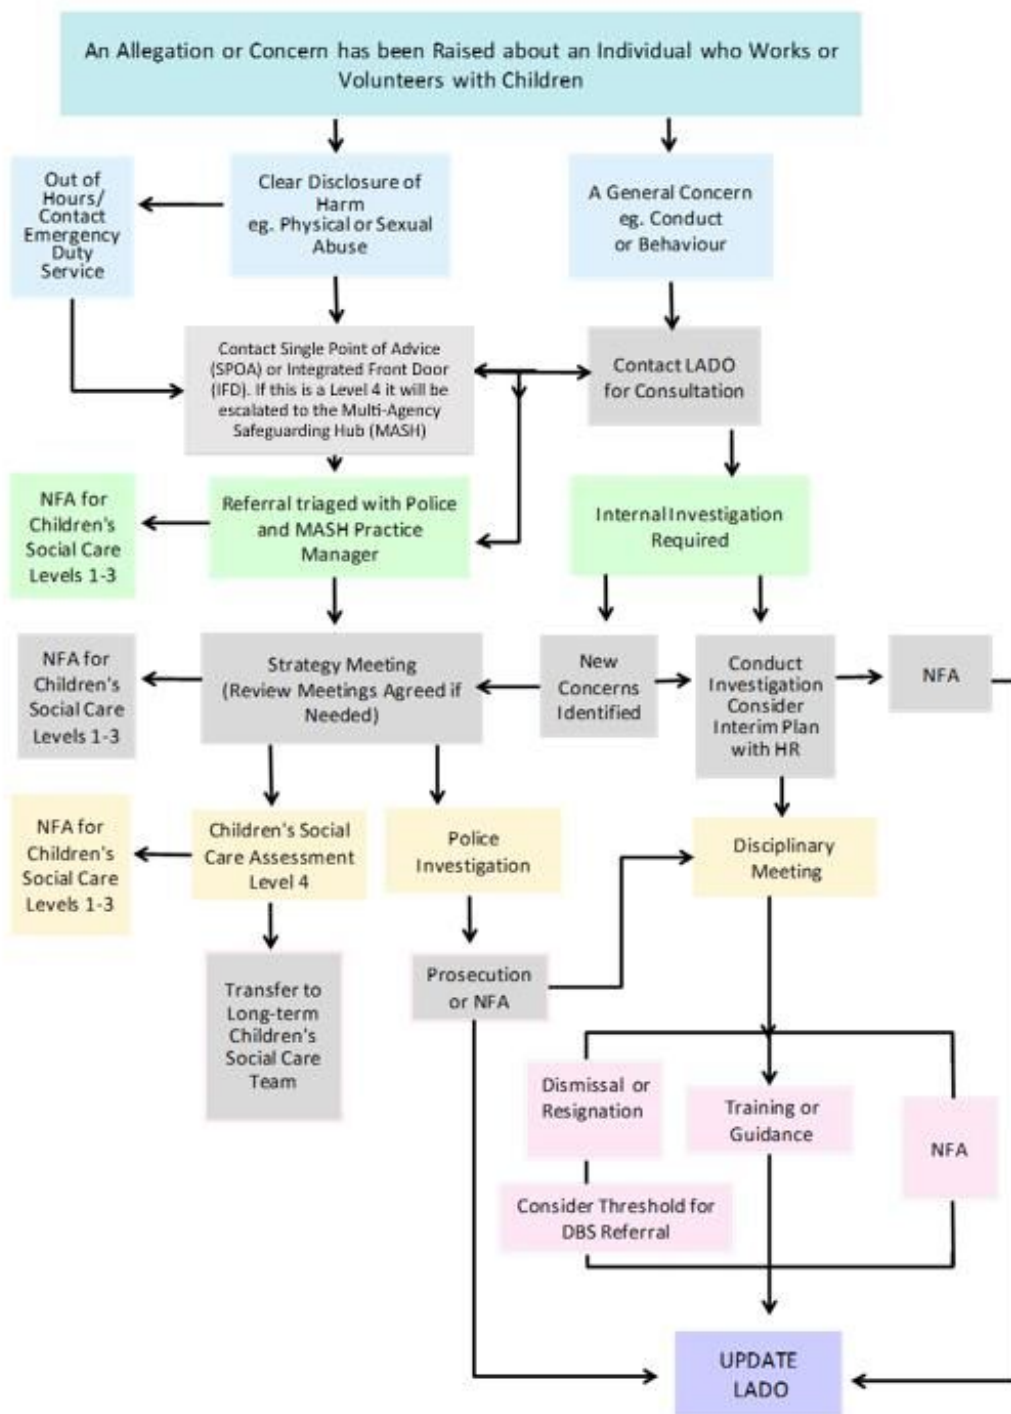 An Allegation or Concern has been Raised about an Individual who Works or
Volunteers with Children
Out of
Hours/
Contact
Emergency
Duty
Service
Clear Disclosure of
Harm
eg. Physical or Sexual
Abuse
A General Concern
eg. Conduct
or Behaviour
Contact Single Point of Advice
(SPOA) or Integrated Front Door
(IFD). If this is a Level 4 it will be
escalated to the Multi-Agency
Safeguarding Hub (MASH)
Contact LADO
for Consultation
NFA for
Children's
Social Care
Levels 1-3
Referral triaged with Police
and MASH Practice
Manager
Internal Investigation
Required
NFA for
Children's
Social Care
Levels 1-3
Strategy Meeting
(Review Meetings Agreed if
Needed)
New
Concerns
Identified
Conduct
Investigation
Consider
Interim Plan
with HR
NFA
NFA for
Children's
Social Care
Levels 1-3
Children's Social
Care Assessment
Level 4
Police
Investigation
Disciplinary
Meeting
Transfer to
Long-term
Children's
Social Care
Team
Prosecution
or NFA
Dismissal or
Resignation
Training or
Guidance
NFA
Consider Threshold for
DBS Referral
UPDATE
LADO